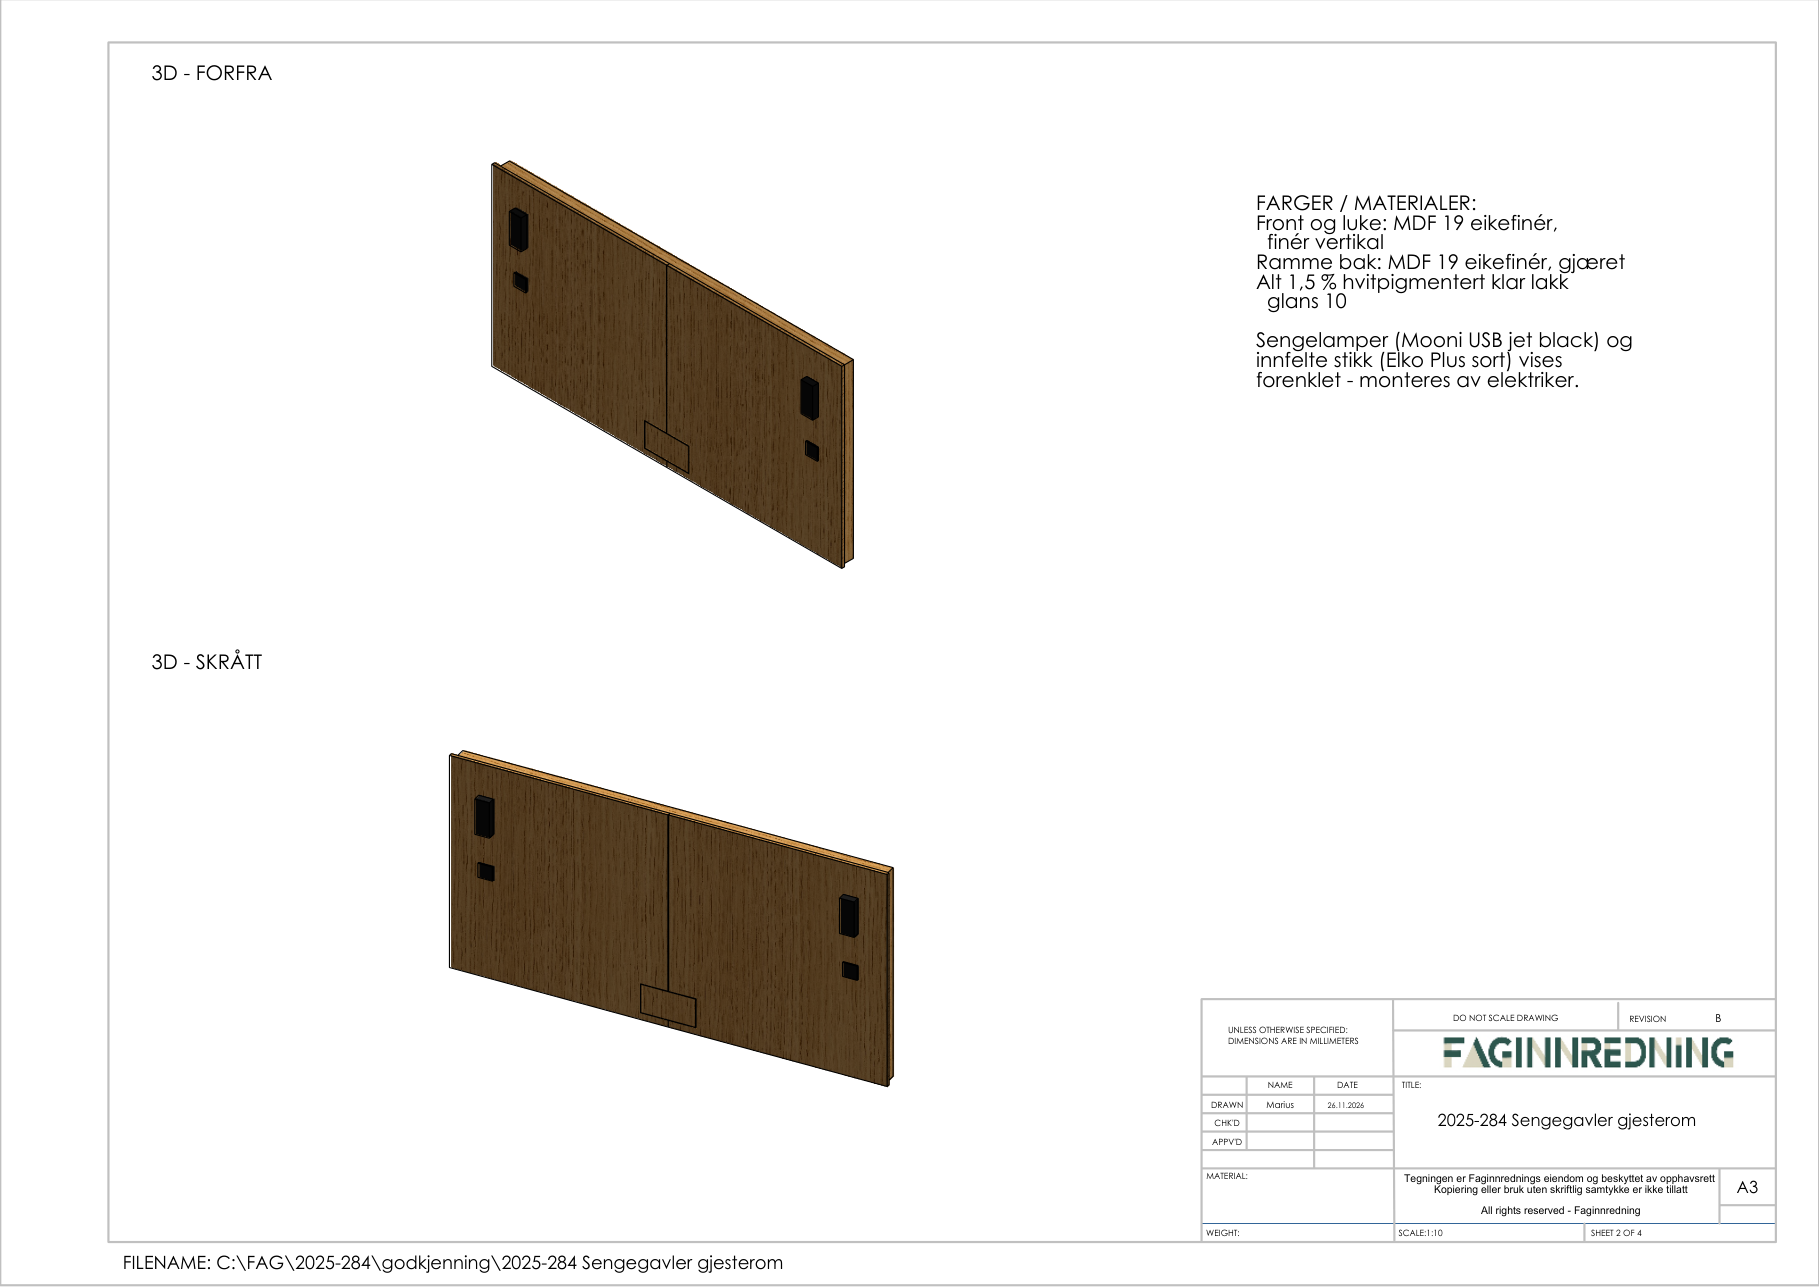 3D - FORFRA
FARGER / MATERIALER:
Front og luke: MDF 19 eikefinér,
finér vertikal
Ramme bak: MDF 19 eikefinér, gjæret
Alt 1,5 % hvitpigmentert klar lakk
glans 10
Sengelamper (Mooni USB jet black) og
innfelte stikk (Elko Plus sort) vises
forenklet - monteres av elektriker.
3D - SKRÅTT
UNLESS OTHERWISE SPECIFIED:
DIMENSIONS ARE IN MILLIMETERS
DO NOT SCALE DRAWING
REVISION B
FAGINNREDNING
NAME DATE
DRAWN Marius 26.11.2026
CHK'D
APPV'D
TITLE:
2025-284 Sengegavler gjesterom
MATERIAL:
Tegningen er Faginnrednings eiendom og beskyttet av opphavsrett
Kopiering eller bruk uten skriftlig samtykke er ikke tillatt
All rights reserved - Faginnredning
A3
WEIGHT:
SCALE:1:10
SHEET 2 OF 4
FILENAME: C:\FAG\2025-284\godkjenning\2025-284 Sengegavler gjesterom